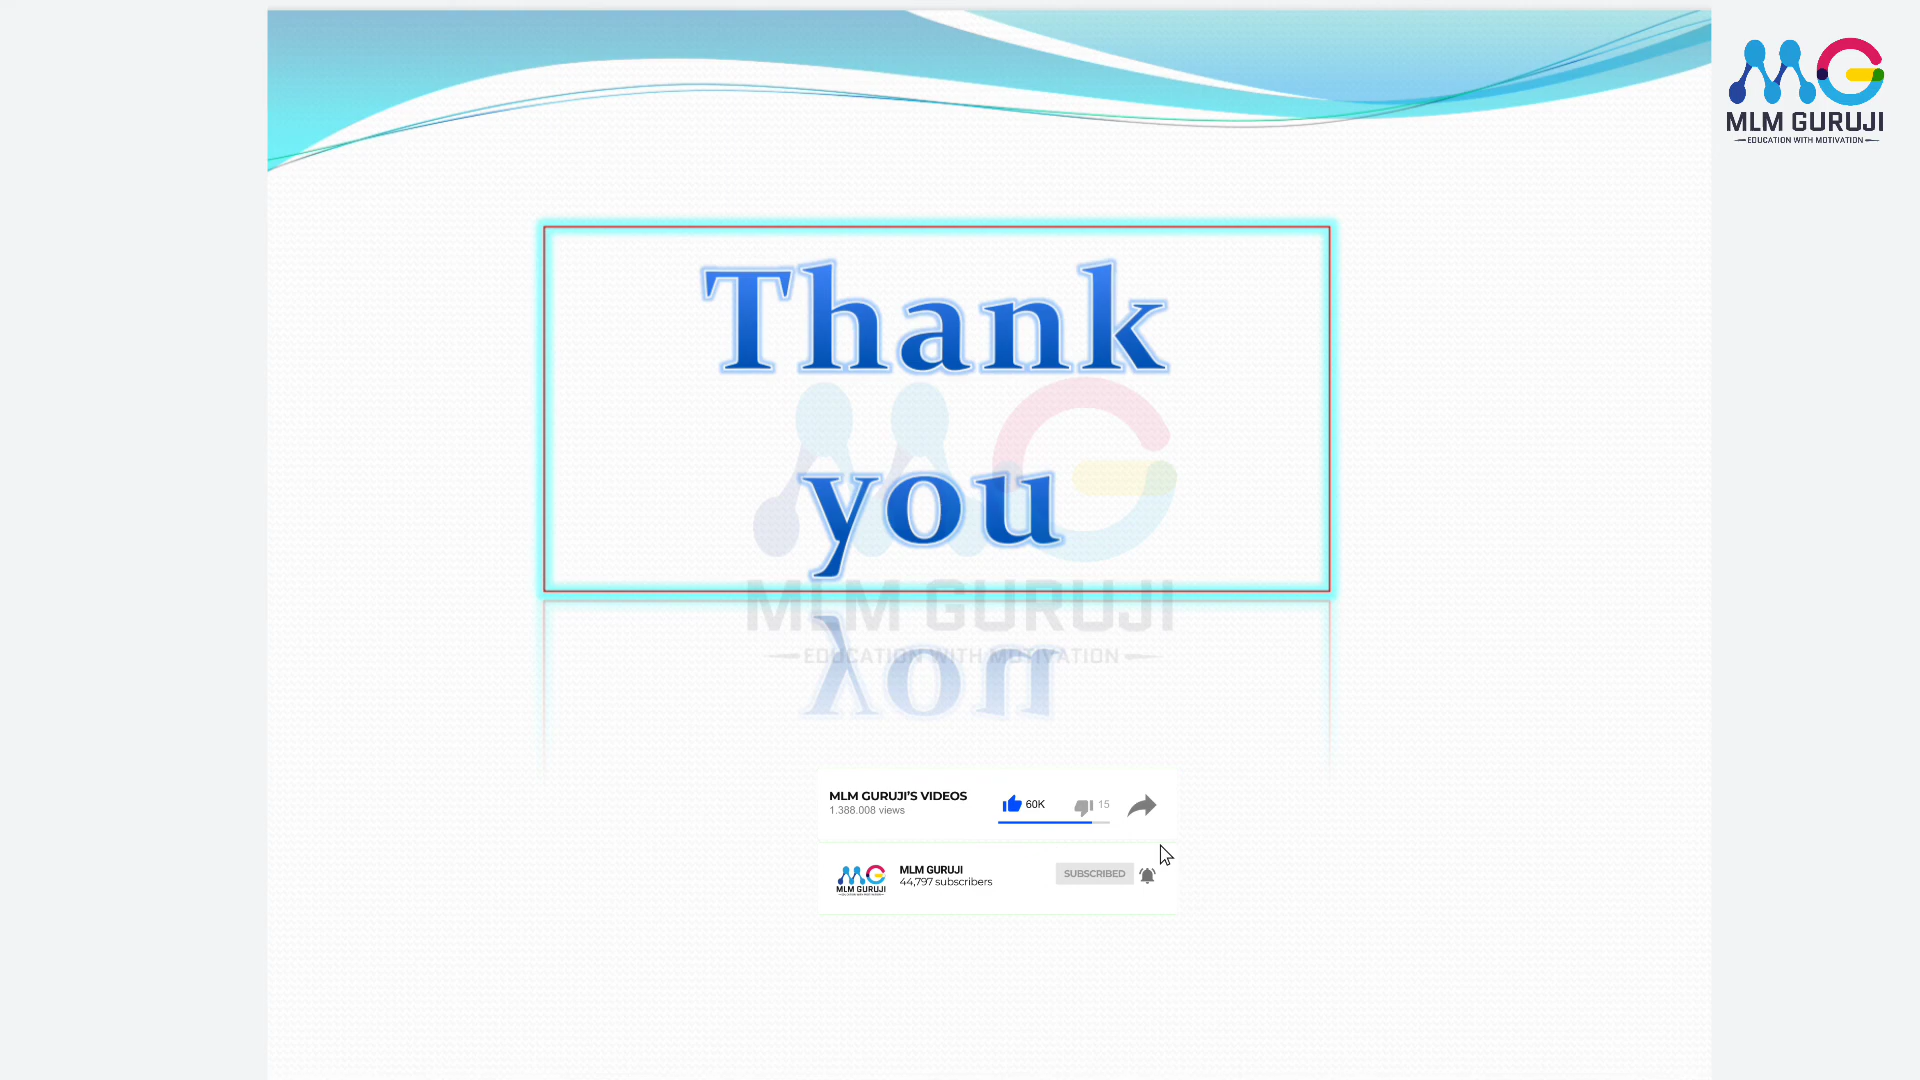 MLM GURUJI
EDUCATION WITH MOTIVATION
Thank
you
MLM GURUJI
EDUCATION WITH MOTIVATION
you
MLM GURUJI'S VIDEOS
1.388.008 views
60K
15
MLM GURUJI
MLM GURUJI
44,797 subscribers
SUBSCRIBED